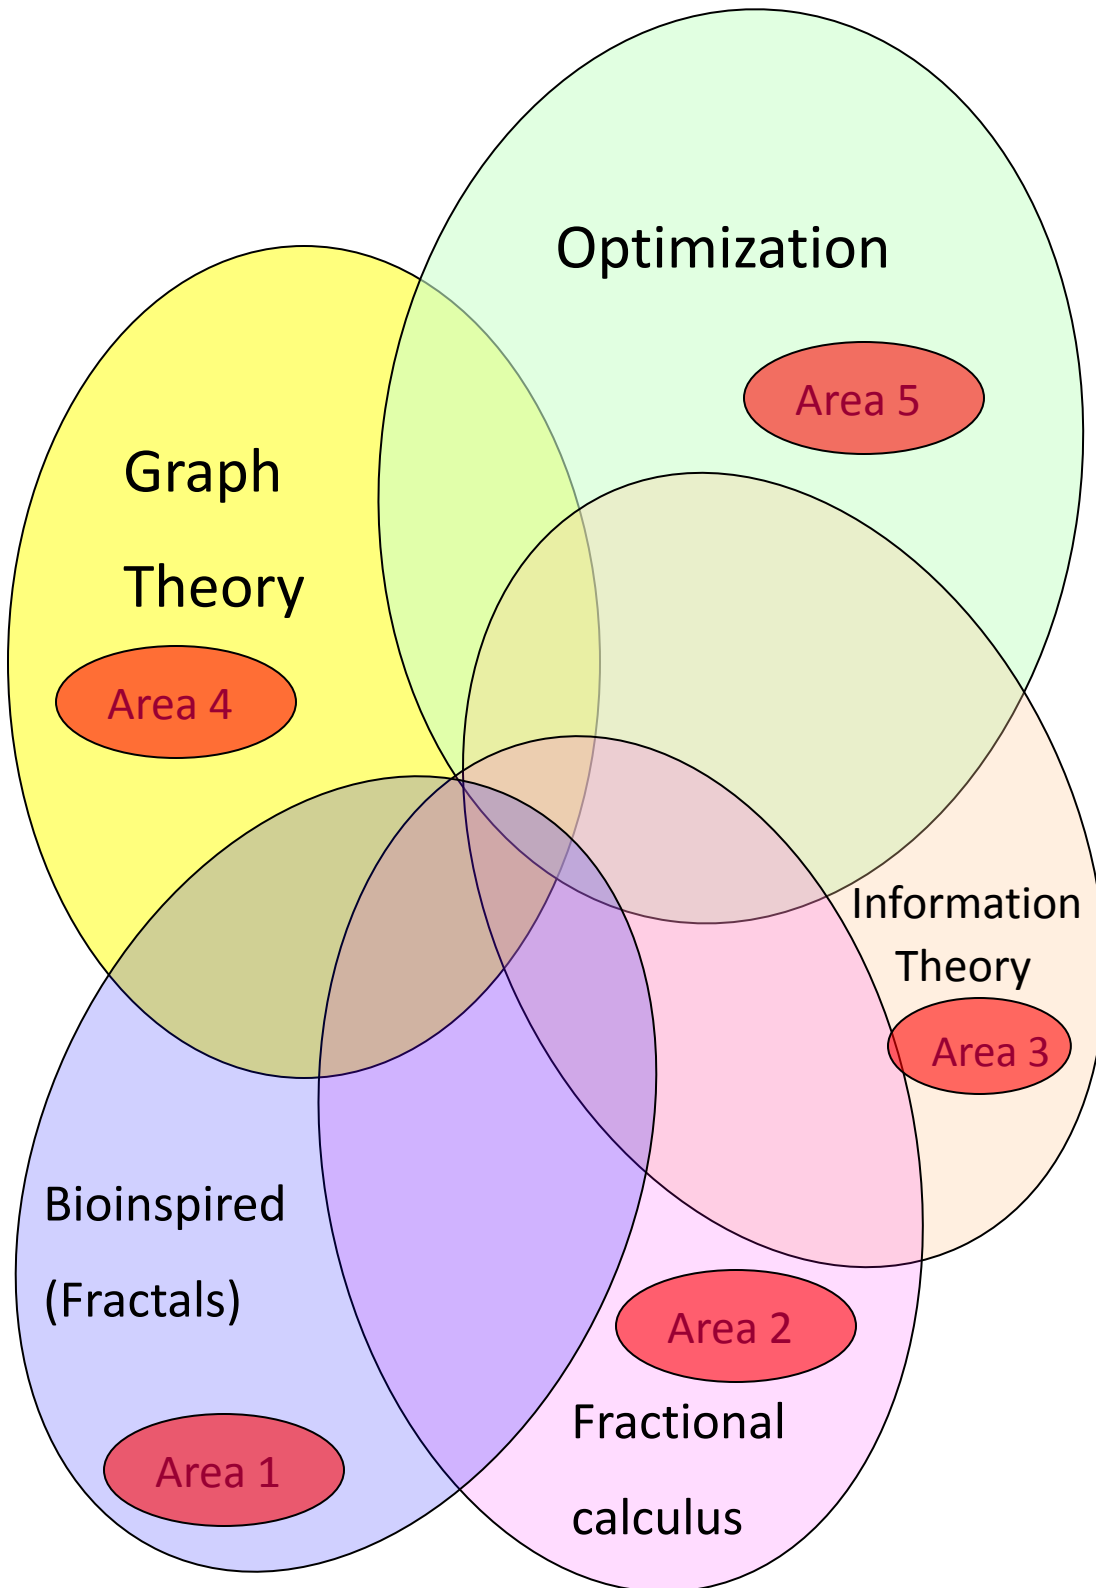 Optimization
Area 5
Graph
Theory
Area 4
Information
Theory
Area 3
Bioinspired
(Fractals)
Area 1
Area 2
Fractional
calculus